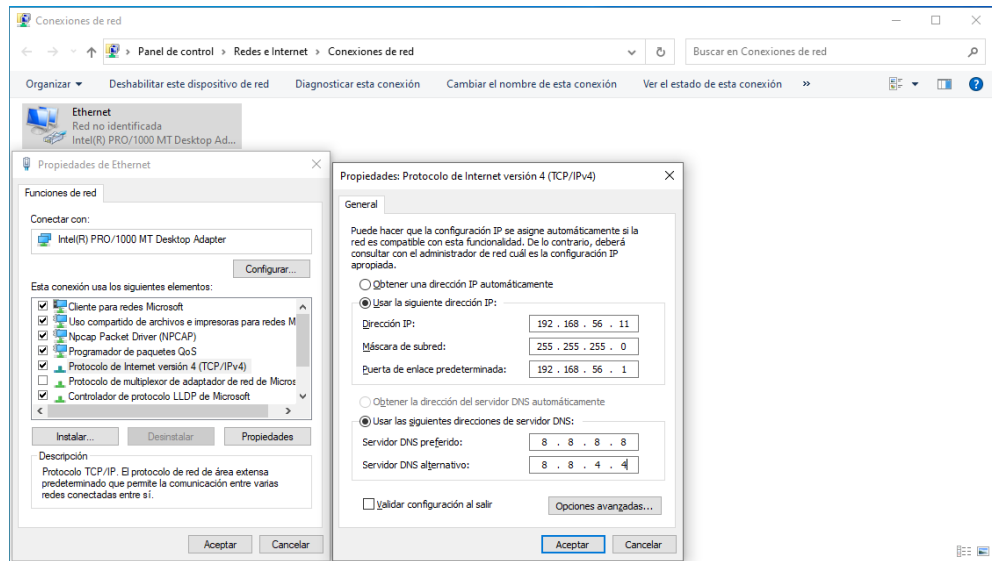 Conexiones de red
Panel de control > Redes e Internet > Conexiones de red
Buscar en Conexiones de red
Organizar
Deshabilitar este dispositivo de red
Diagnosticar esta conexión
Cambiar el nombre de esta conexión
Ver el estado de esta conexión
»
Ethernet
Red no identificada
Intel(R) PRO/1000 MT Desktop Ad...
Propiedades de Ethernet
Funciones de red
Conectar con:
Intel(R) PRO/1000 MT Desktop Adapter
Configurar...
Esta conexión usa los siguientes elementos:
Cliente para redes Microsoft
Uso compartido de archivos e impresoras para redes M
Npcap Packet Driver (NPCAP)
Programador de paquetes QoS
Protocolo de Internet versión 4 (TCP/IPv4)
Protocolo de multiplexor de adaptador de red de Micros
Controlador de protocolo LLDP de Microsoft
Instalar...
Desinstalar
Propiedades
Descripción
Protocolo TCP/IP. El protocolo de red de área extensa
predeterminado que permite la comunicación entre varias
redes conectadas entre sí.
Aceptar
Cancelar
Propiedades: Protocolo de Internet versión 4 (TCP/IPv4)
General
Puede hacer que la configuración IP se asigne automáticamente si la
red es compatible con esta funcionalidad. De lo contrario, deberá
consultar con el administrador de red cuál es la configuración IP
apropiada.
Obtener una dirección IP automáticamente
Usar la siguiente dirección IP:
Dirección IP:
192 . 168 . 56 . 11
Máscara de subred:
255 . 255 . 255 . 0
Puerta de enlace predeterminada:
192 . 168 . 56 . 1
Obtener la dirección del servidor DNS automáticamente
Usar las siguientes direcciones de servidor DNS:
Servidor DNS preferido:
8 . 8 . 8 . 8
Servidor DNS alternativo:
8 . 8 . 4 . 4
Validar configuración al salir
Opciones avanzadas...
Aceptar
Cancelar